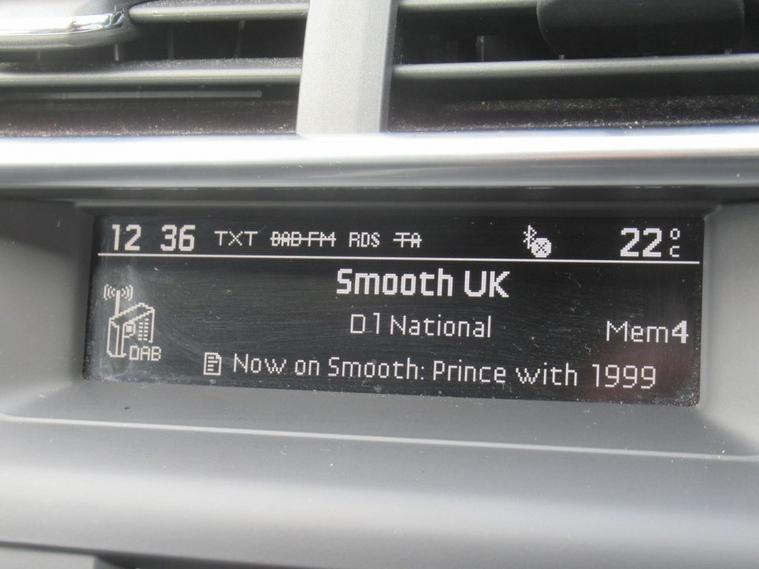 12 36 TXT DAB-FM RDS TA 22°C
Smooth UK
D1 National Mem4
DAB
Now on Smooth: Prince with 1999